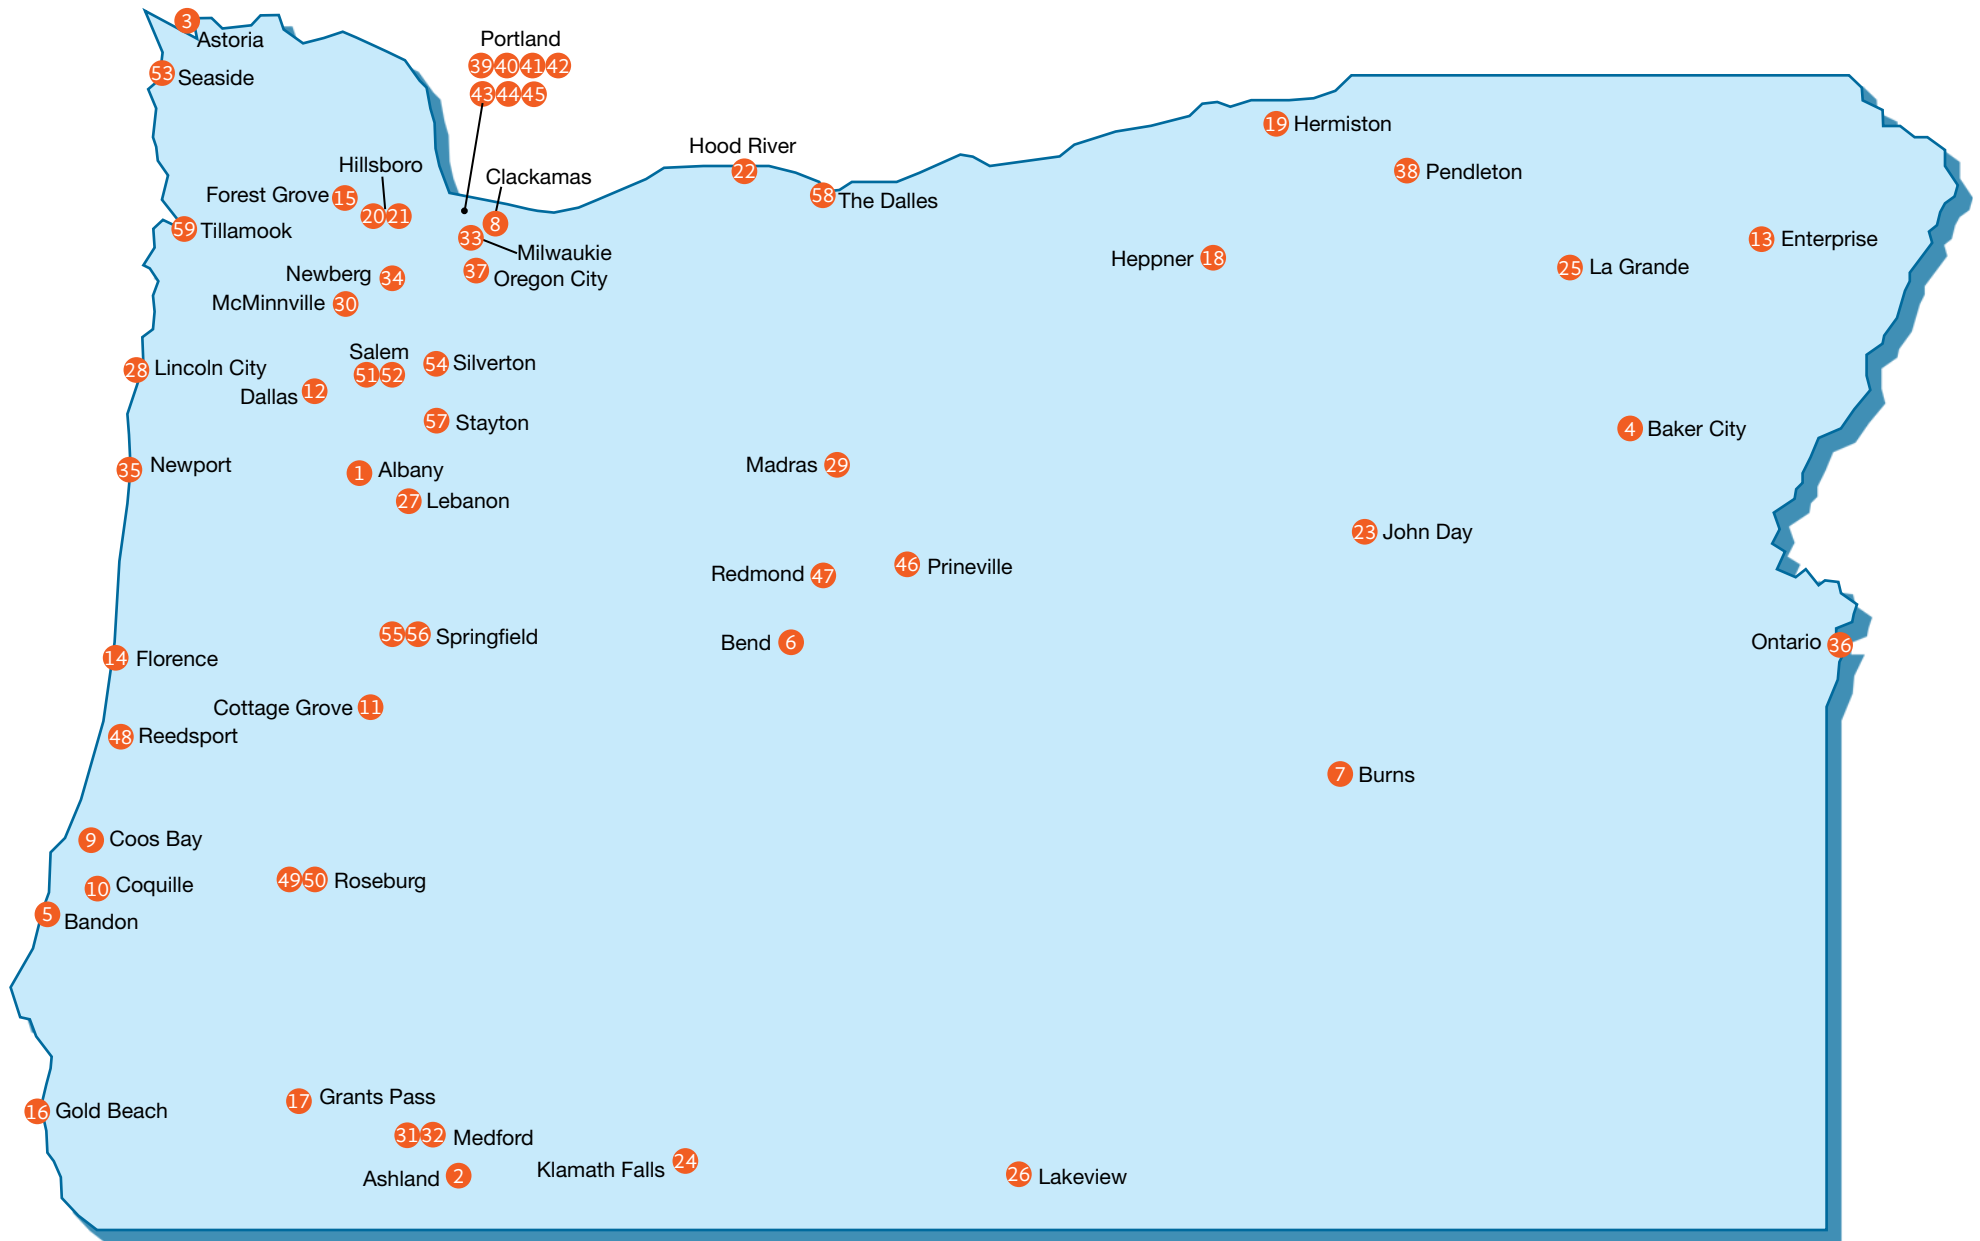 3
Astoria
Portland
39 40 41 42
43 44 45
53 Seaside
19 Hermiston
Hood River
22
Hillsboro
20 21
38 Pendleton
Clackamas
8
Forest Grove 15
58 The Dalles
59 Tillamook
33 Milwaukie
13 Enterprise
Heppner 18
25 La Grande
Newberg 34
37 Oregon City
McMinnville 30
Salem
51 52
54 Silverton
28 Lincoln City
Dallas 12
57 Stayton
4 Baker City
35 Newport
1 Albany
Madras 29
27 Lebanon
23 John Day
46 Prineville
Redmond 47
55 56 Springfield
Bend 6
Ontario 36
14 Florence
Cottage Grove 11
48 Reedsport
7 Burns
9 Coos Bay
49 50 Roseburg
10 Coquille
5 Bandon
17 Grants Pass
16 Gold Beach
31 32 Medford
Klamath Falls 24
Ashland 2
26 Lakeview